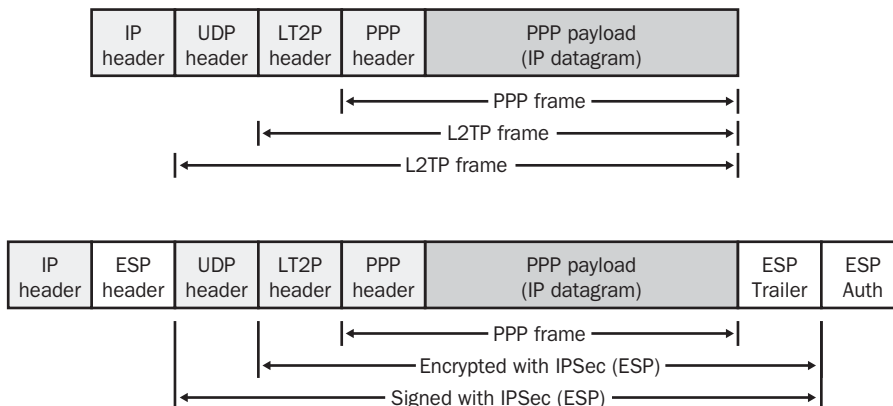 IP header
UDP header
LT2P header
PPP header
PPP payload (IP datagram)
PPP frame
L2TP frame
L2TP frame
IP header
ESP header
UDP header
LT2P header
PPP header
PPP payload (IP datagram)
ESP Trailer
ESP Auth
PPP frame
Encrypted with IPSec (ESP)
Signed with IPSec (ESP)